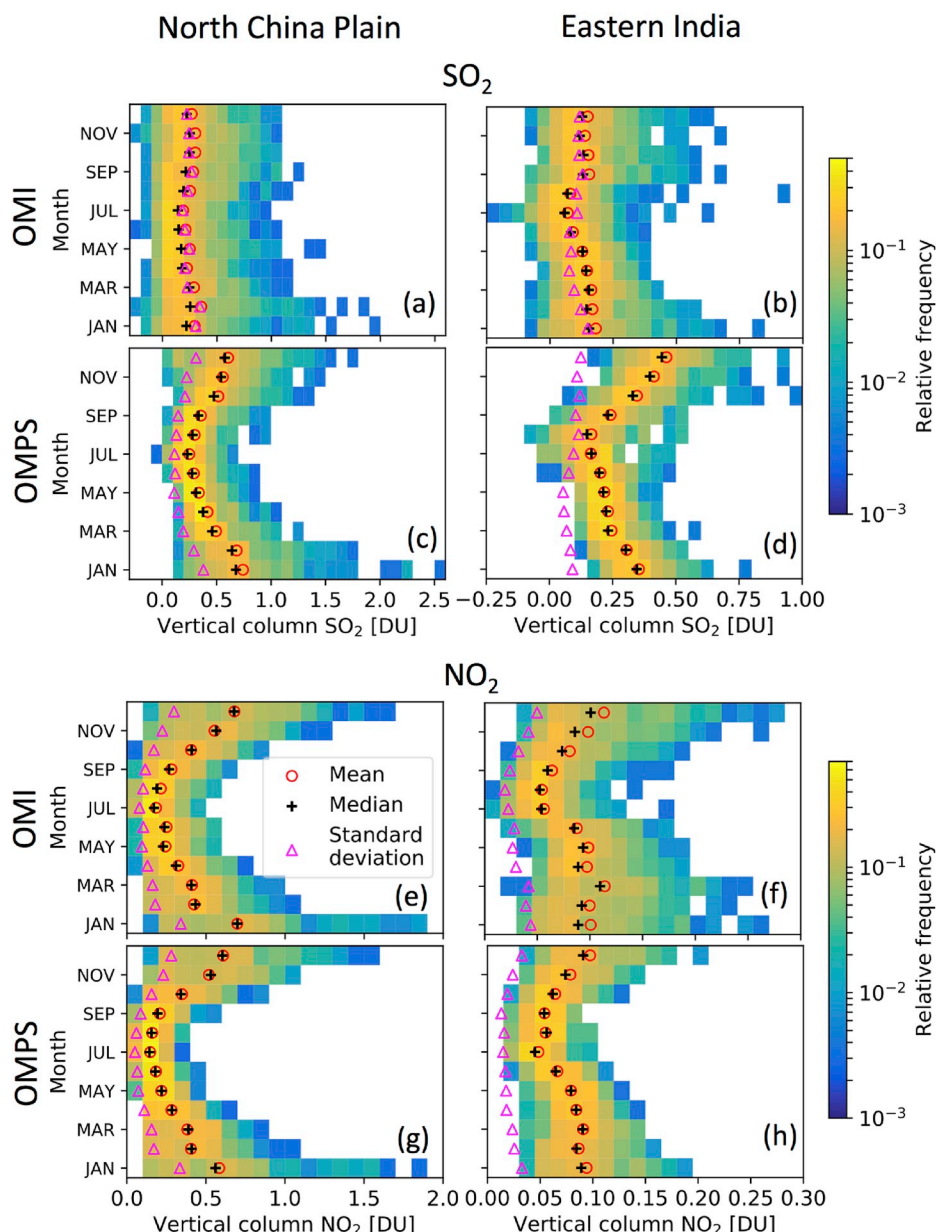 North China Plain Eastern India
SO₂
OMI
Month
NOV
SEP
JUL
MAY
MAR
JAN
(a)
(b)
OMPS
Month
NOV
SEP
JUL
MAY
MAR
JAN
(c)
(d)
0.0 0.5 1.0 1.5 2.0 2.5
Vertical column SO₂ [DU]
−0.25 0.00 0.25 0.50 0.75 1.00
Vertical column SO₂ [DU]
10⁻¹
10⁻²
10⁻³
Relative frequency
NO₂
OMI
Month
NOV
SEP
JUL
MAY
MAR
JAN
Mean
Median
Standard
deviation
(e)
(f)
OMPS
Month
NOV
SEP
JUL
MAY
MAR
JAN
(g)
(h)
0.0 0.5 1.0 1.5 2.0
Vertical column NO₂ [DU]
0.00 0.05 0.10 0.15 0.20 0.25 0.30
Vertical column NO₂ [DU]
10⁻¹
10⁻²
10⁻³
Relative frequency